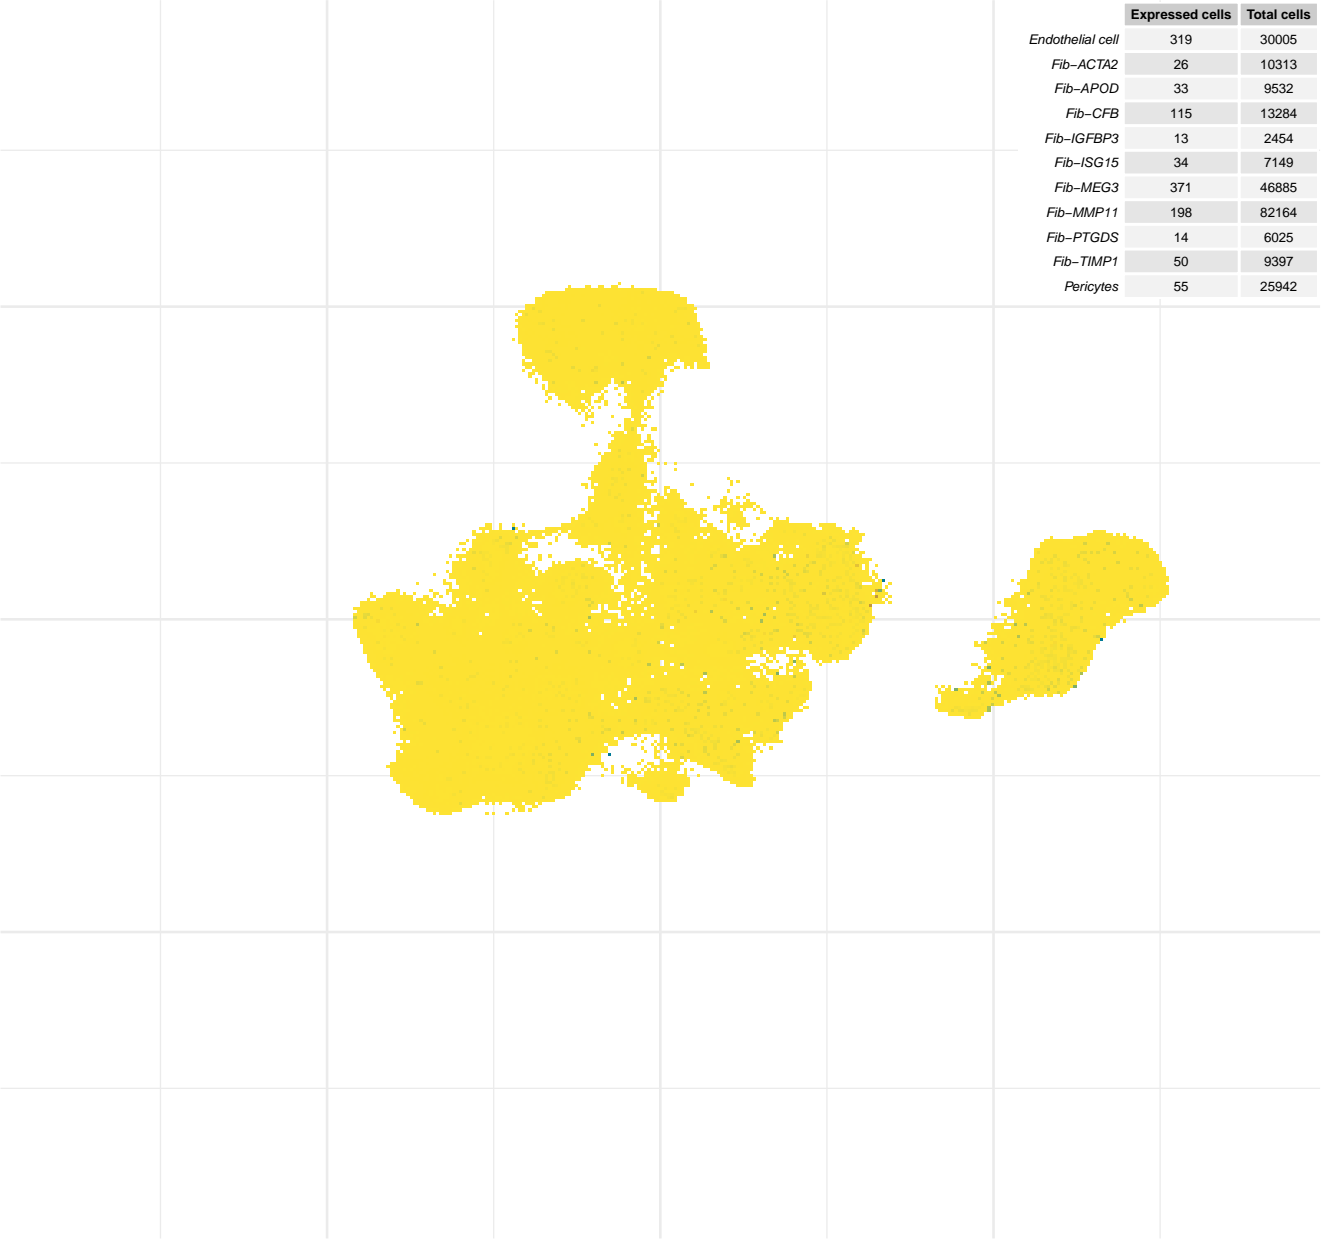 Expressed cells Total cells
Endothelial cell 319 30005
Fib−ACTA2 26 10313
Fib−APOD 33 9532
Fib−CFB 115 13284
Fib−IGFBP3 13 2454
Fib−ISG15 34 7149
Fib−MEG3 371 46885
Fib−MMP11 198 82164
Fib−PTGDS 14 6025
Fib−TIMP1 50 9397
Pericytes 55 25942